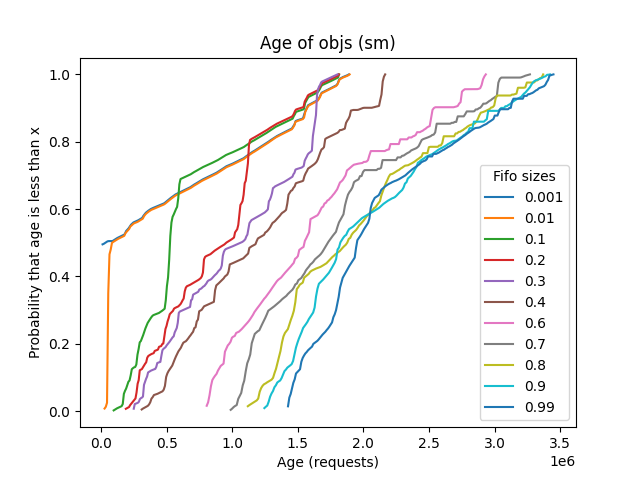 Age of objs (sm)
Probability that age is less than x
1.0
0.8
0.6
0.4
0.2
0.0
Fifo sizes
0.001
0.01
0.1
0.2
0.3
0.4
0.6
0.7
0.8
0.9
0.99
0.0 0.5 1.0 1.5 2.0 2.5 3.0 3.5
1e6
Age (requests)